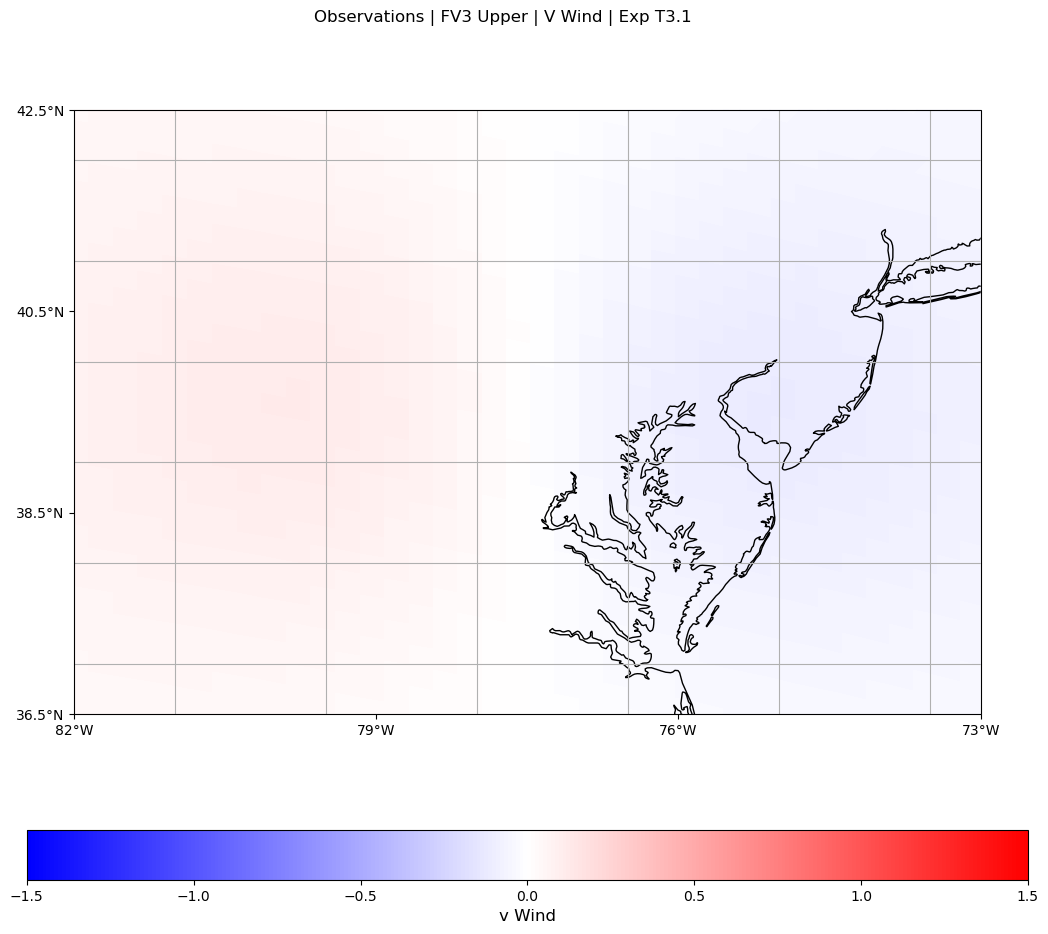 Observations | FV3 Upper | V Wind | Exp T3.1
42.5°N
40.5°N
38.5°N
36.5°N
82°W 79°W 76°W 73°W
−1.5 −1.0 −0.5 0.0 0.5 1.0 1.5
v Wind